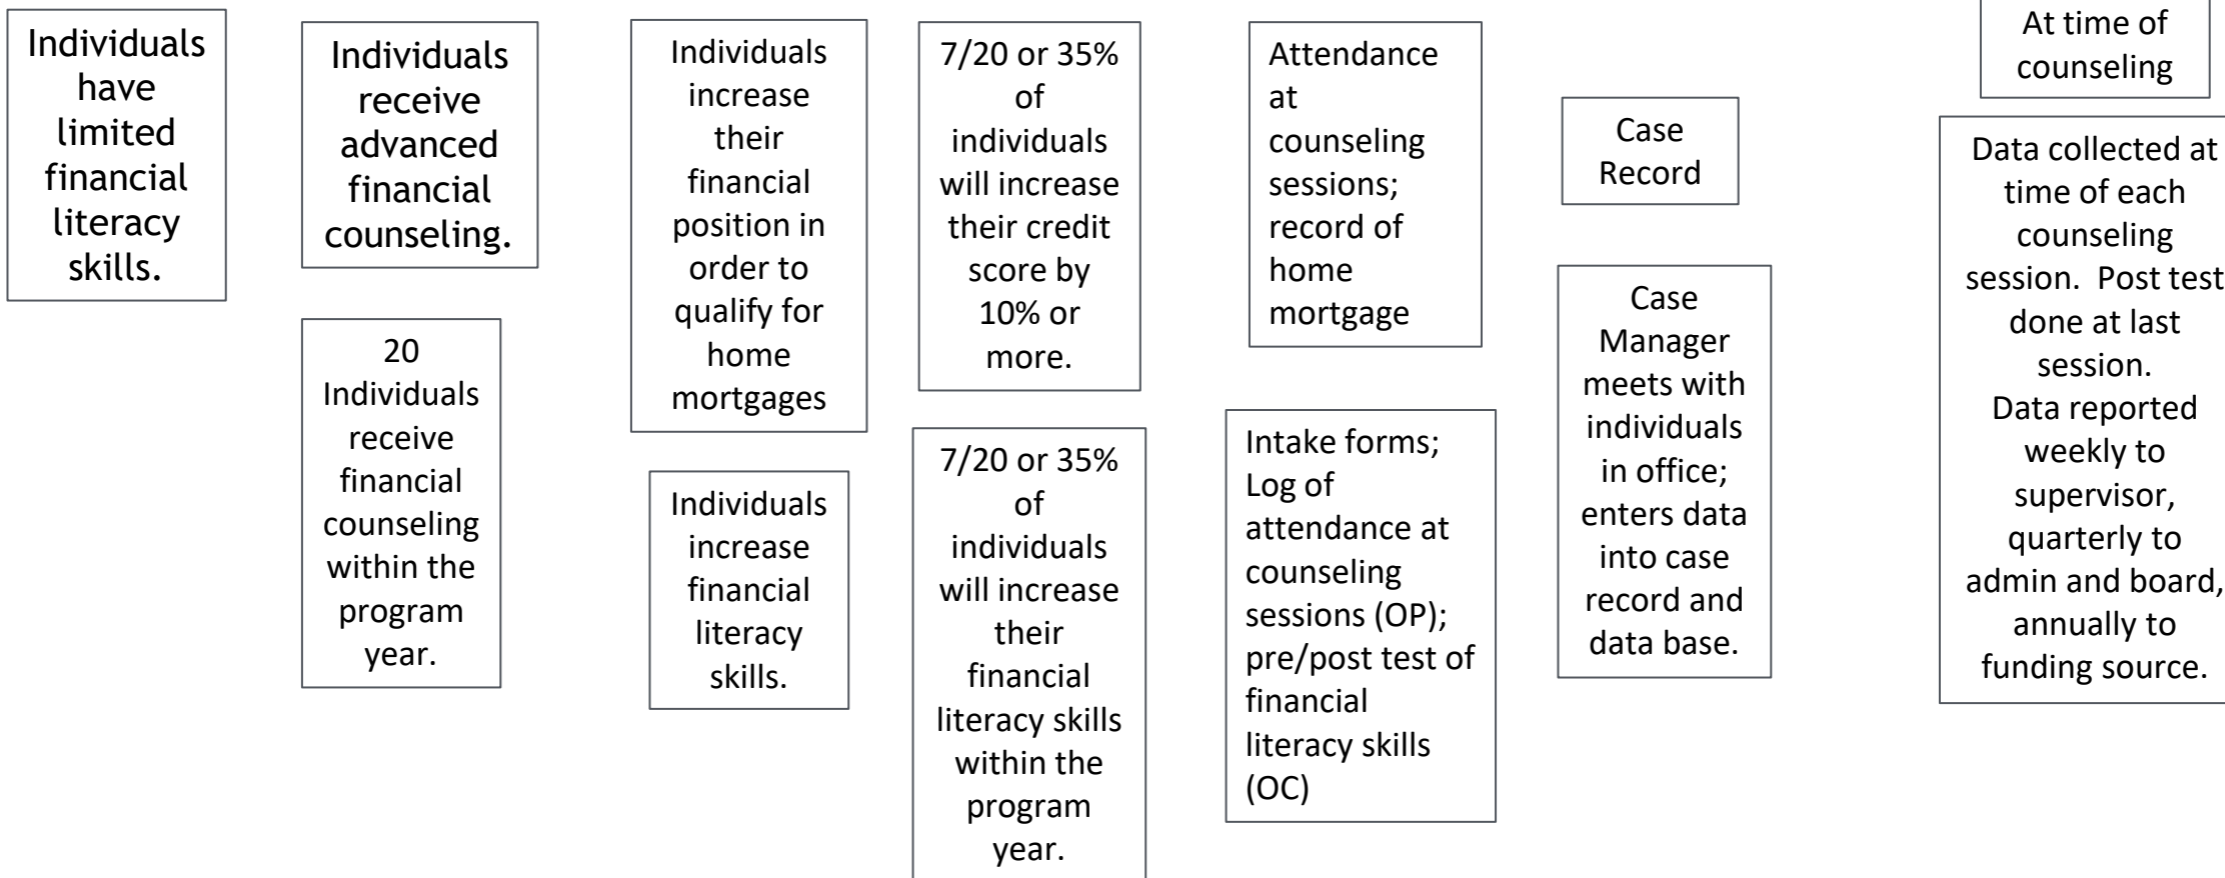 Individuals
have
limited
financial
literacy
skills.
Individuals
receive
advanced
financial
counseling.
20
Individuals
receive
financial
counseling
within the
program
year.
Individuals
increase
their
financial
position in
order to
qualify for
home
mortgages
Individuals
increase
financial
literacy
skills.
7/20 or 35%
of
individuals
will increase
their credit
score by
10% or
more.
7/20 or 35%
of
individuals
will increase
their
financial
literacy skills
within the
program
year.
Attendance
at
counseling
sessions;
record of
home
mortgage
Intake forms;
Log of
attendance at
counseling
sessions (OP);
pre/post test of
financial
literacy skills
(OC)
Case
Record
Case
Manager
meets with
individuals
in office;
enters data
into case
record and
data base.
At time of
counseling
Data collected at
time of each
counseling
session.  Post test
done at last
session.
Data reported
weekly to
supervisor,
quarterly to
admin and board,
annually to
funding source.